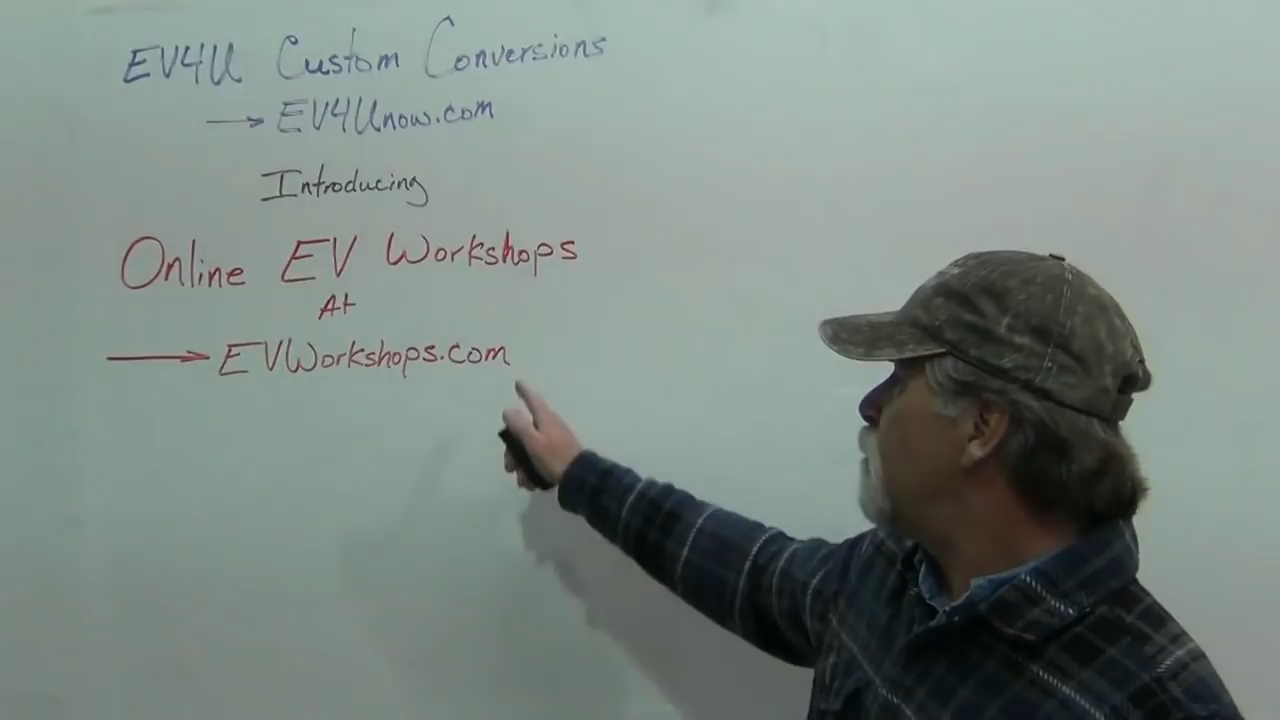 EV4U Custom Conversions
→ EV4Unow.com
Introducing
Online EV Workshops
At
→ EVWorkshops.com